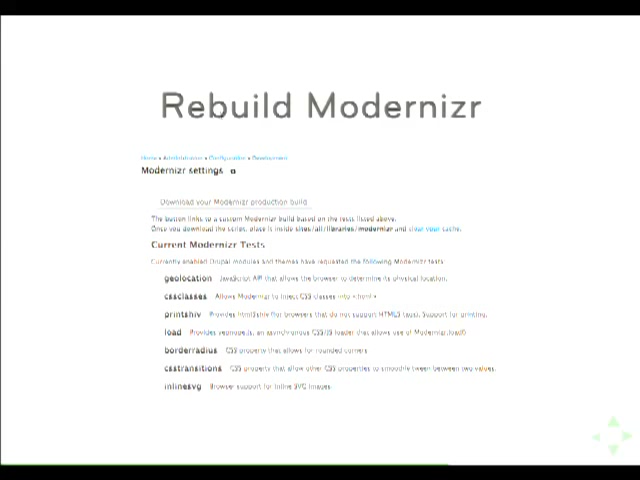 Rebuild Modernizr
Home » Administration » Configuration » Development
Modernizr settings
Download your Modernizr production build
The button links to a custom Modernizr build based on the tests listed above.
Once you download the script, place is inside sites/all/libraries/modernizr and clear your cache.
Current Modernizr Tests
Currently enabled Drupal modules and themes have requested the following Modernizr tests:
geolocation JavaScript API that allows the browser to determine its physical location.
cssclasses Allows Modernizr to inject CSS classes into <html>
printshiv Provides html5shiv (for browsers that do not support HTML5 tags). Support for printing.
load Provides yepnope.js, an asynchronous CSS/JS loader that allows use of Modernizr.load()
borderradius CSS property that allows for rounded corners
csstransitions CSS property that allow other CSS properties to smoothly tween between two values.
inlinesvg Browser support for inline SVG images